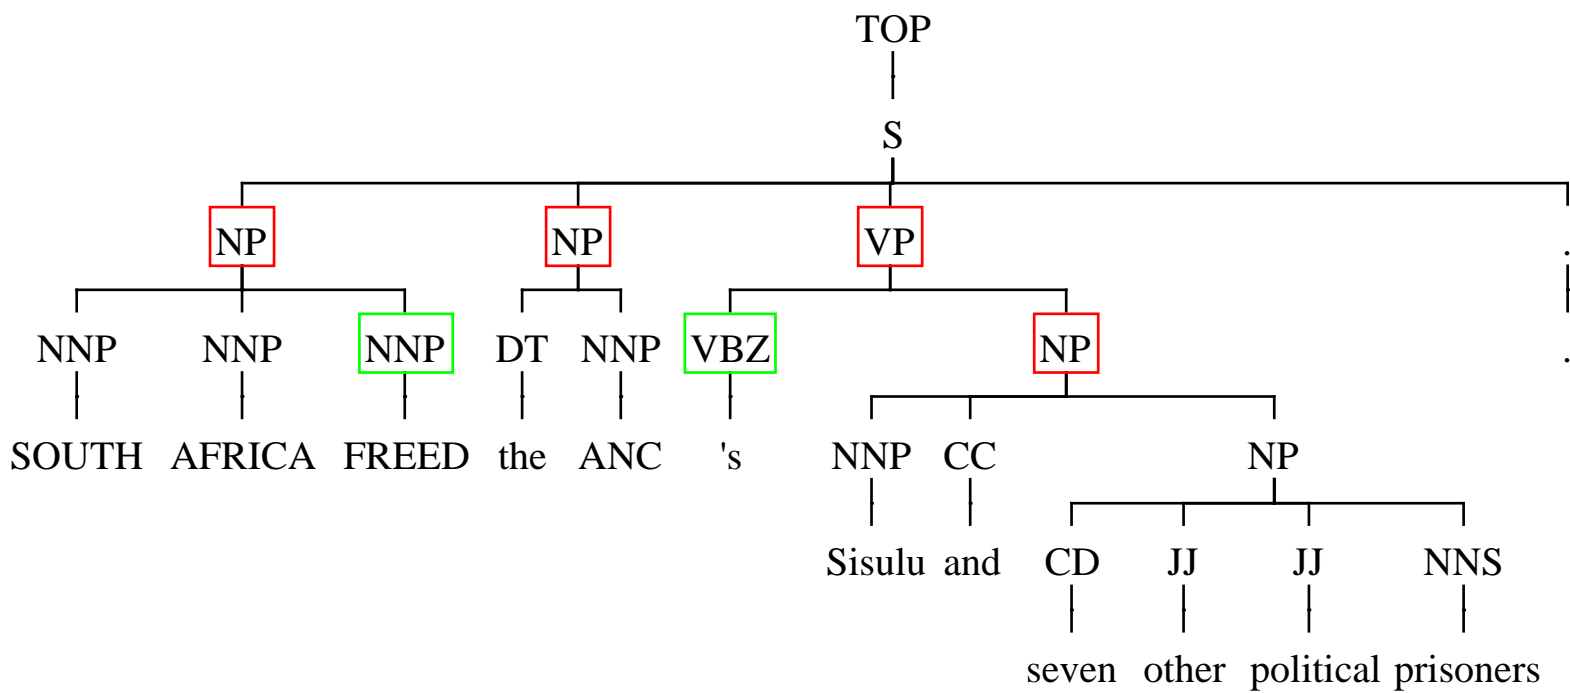 TOP
S
NP NP VP .
NNP NNP NNP DT NNP VBZ NP .
SOUTH AFRICA FREED the ANC 's NNP CC NP
Sisulu and CD JJ JJ NNS
seven other political prisoners